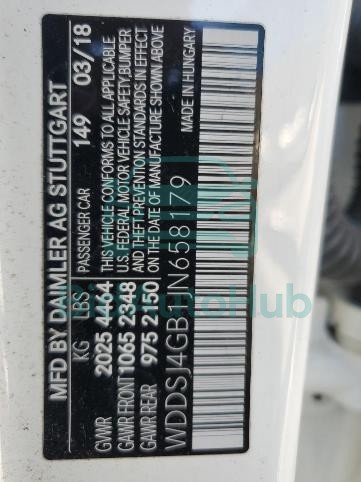 MFD BY DAIMLER AG STUTTGART
PASSENGER CAR 149 03/18
KG LBS
GVWR 2025 4464
GAWR FRONT 1065 2348
GAWR REAR 975 2150
THIS VEHICLE CONFORMS TO ALL APPLICABLE
U.S. FEDERAL MOTOR VEHICLE SAFETY, BUMPER
AND THEFT PREVENTION STANDARDS IN EFFECT
ON THE DATE OF MANUFACTURE SHOWN ABOVE
WDDSJ4GB1JN658179
MADE IN HUNGARY